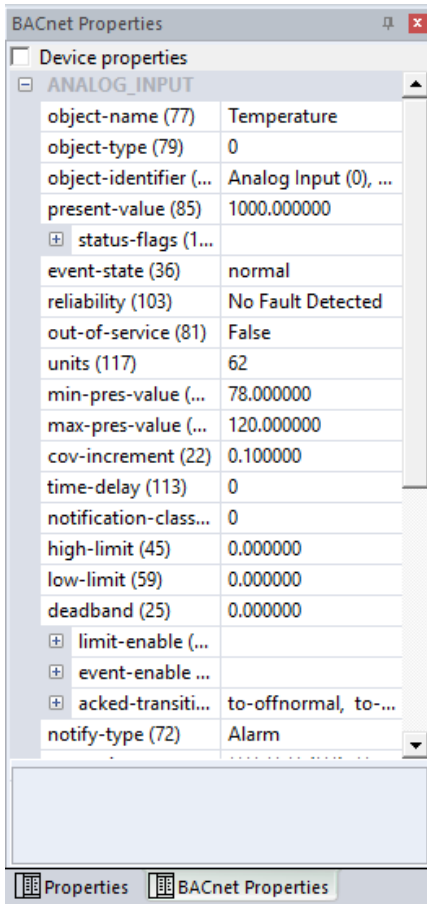 BACnet Properties
Device properties
ANALOG_INPUT
object-name (77) Temperature
object-type (79) 0
object-identifier (... Analog Input (0), ...
present-value (85) 1000.000000
status-flags (1...
event-state (36) normal
reliability (103) No Fault Detected
out-of-service (81) False
units (117) 62
min-pres-value (... 78.000000
max-pres-value (... 120.000000
cov-increment (22) 0.100000
time-delay (113) 0
notification-class... 0
high-limit (45) 0.000000
low-limit (59) 0.000000
deadband (25) 0.000000
limit-enable (...
event-enable ...
acked-transiti... to-offnormal, to-...
notify-type (72) Alarm
Properties BACnet Properties